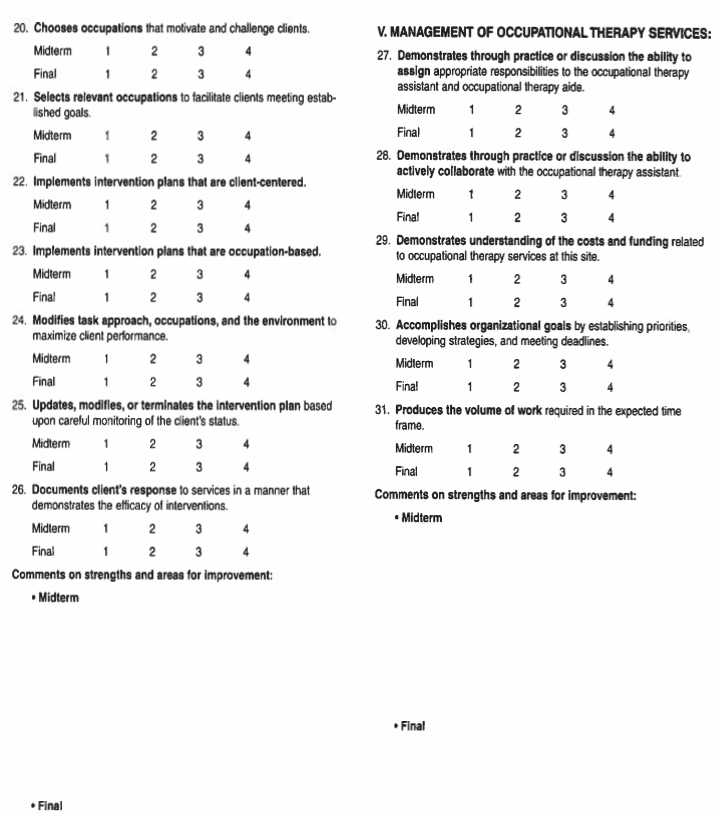 20. Chooses occupations that motivate and challenge clients.
Midterm 1 2 3 4
Final 1 2 3 4
21. Selects relevant occupations to facilitate clients meeting estab-
lished goals.
Midterm 1 2 3 4
Final 1 2 3 4
22. Implements intervention plans that are client-centered.
Midterm 1 2 3 4
Final 1 2 3 4
23. Implements intervention plans that are occupation-based.
Midterm 1 2 3 4
Final 1 2 3 4
24. Modifies task approach, occupations, and the environment to
maximize client performance.
Midterm 1 2 3 4
Final 1 2 3 4
25. Updates, modifies, or terminates the intervention plan based
upon careful monitoring of the client's status.
Midterm 1 2 3 4
Final 1 2 3 4
26. Documents client's response to services in a manner that
demonstrates the efficacy of interventions.
Midterm 1 2 3 4
Final 1 2 3 4
Comments on strengths and areas for improvement:
• Midterm
• Final
V. MANAGEMENT OF OCCUPATIONAL THERAPY SERVICES:
27. Demonstrates through practice or discussion the ability to
assign appropriate responsibilities to the occupational therapy
assistant and occupational therapy aide.
Midterm 1 2 3 4
Final 1 2 3 4
28. Demonstrates through practice or discussion the ability to
actively collaborate with the occupational therapy assistant.
Midterm 1 2 3 4
Final 1 2 3 4
29. Demonstrates understanding of the costs and funding related
to occupational therapy services at this site.
Midterm 1 2 3 4
Final 1 2 3 4
30. Accomplishes organizational goals by establishing priorities,
developing strategies, and meeting deadlines.
Midterm 1 2 3 4
Final 1 2 3 4
31. Produces the volume of work required in the expected time
frame.
Midterm 1 2 3 4
Final 1 2 3 4
Comments on strengths and areas for improvement:
• Midterm
• Final